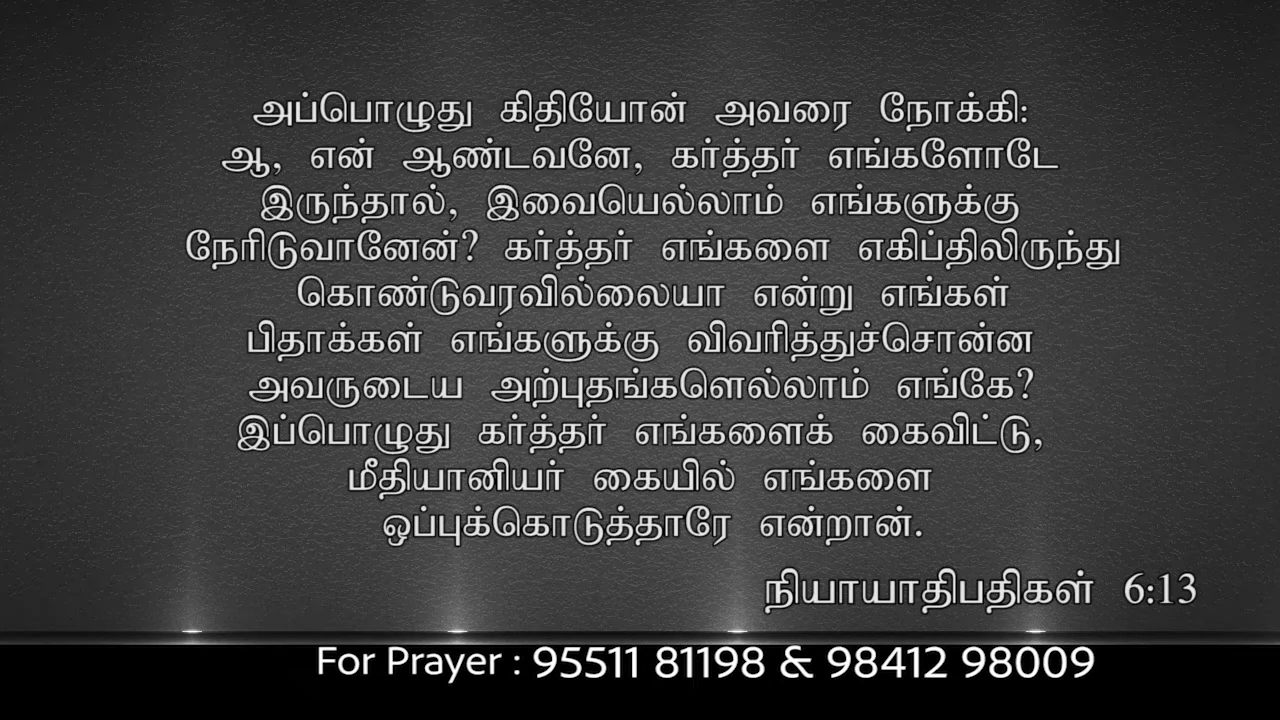 அப்பொழுது கிதியோன் அவரை நோக்கி:
ஆ, என் ஆண்டவனே, கர்த்தர் எங்களோடே
இருந்தால், இவையெல்லாம் எங்களுக்கு
நேரிடுவானேன்? கர்த்தர் எங்களை எகிப்திலிருந்து
கொண்டுவரவில்லையா என்று எங்கள்
பிதாக்கள் எங்களுக்கு விவரித்துச்சொன்ன
அவருடைய அற்புதங்களெல்லாம் எங்கே?
இப்பொழுது கர்த்தர் எங்களைக் கைவிட்டு,
மீதியானியர் கையில் எங்களை
ஒப்புக்கொடுத்தாரே என்றான்.
நியாயாதிபதிகள் 6:13
For Prayer : 95511 81198 & 98412 98009